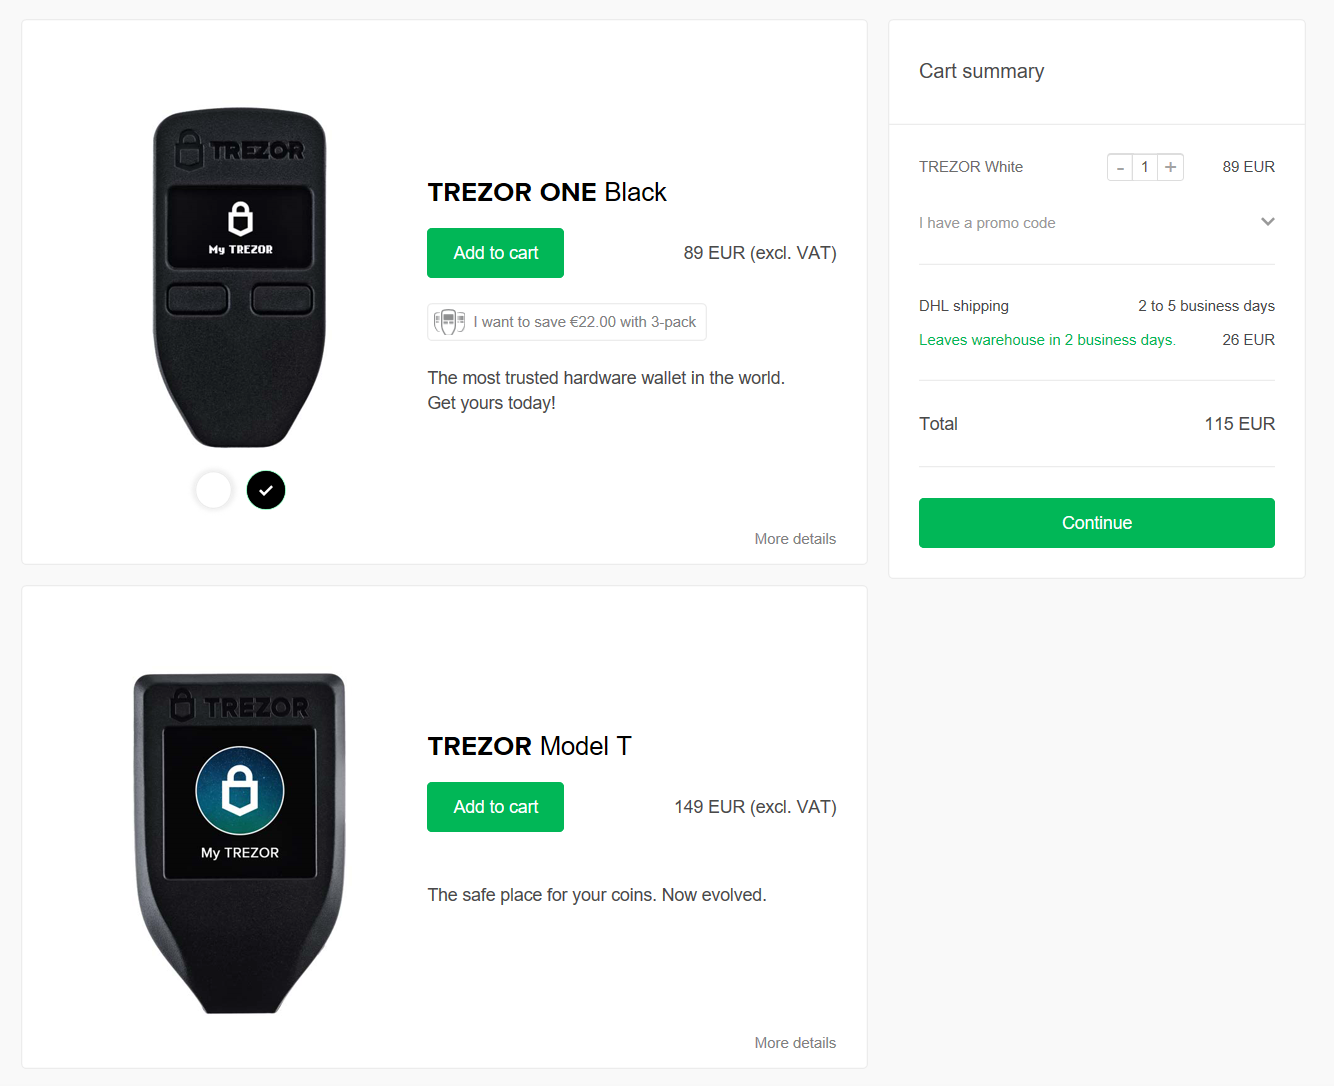 TREZOR
My TREZOR
TREZOR ONE Black
Add to cart
89 EUR (excl. VAT)
I want to save €22.00 with 3-pack
The most trusted hardware wallet in the world.
Get yours today!
More details
TREZOR
My TREZOR
TREZOR Model T
Add to cart
149 EUR (excl. VAT)
The safe place for your coins. Now evolved.
More details
Cart summary
TREZOR White - 1 + 89 EUR
I have a promo code
DHL shipping 2 to 5 business days
Leaves warehouse in 2 business days. 26 EUR
Total 115 EUR
Continue